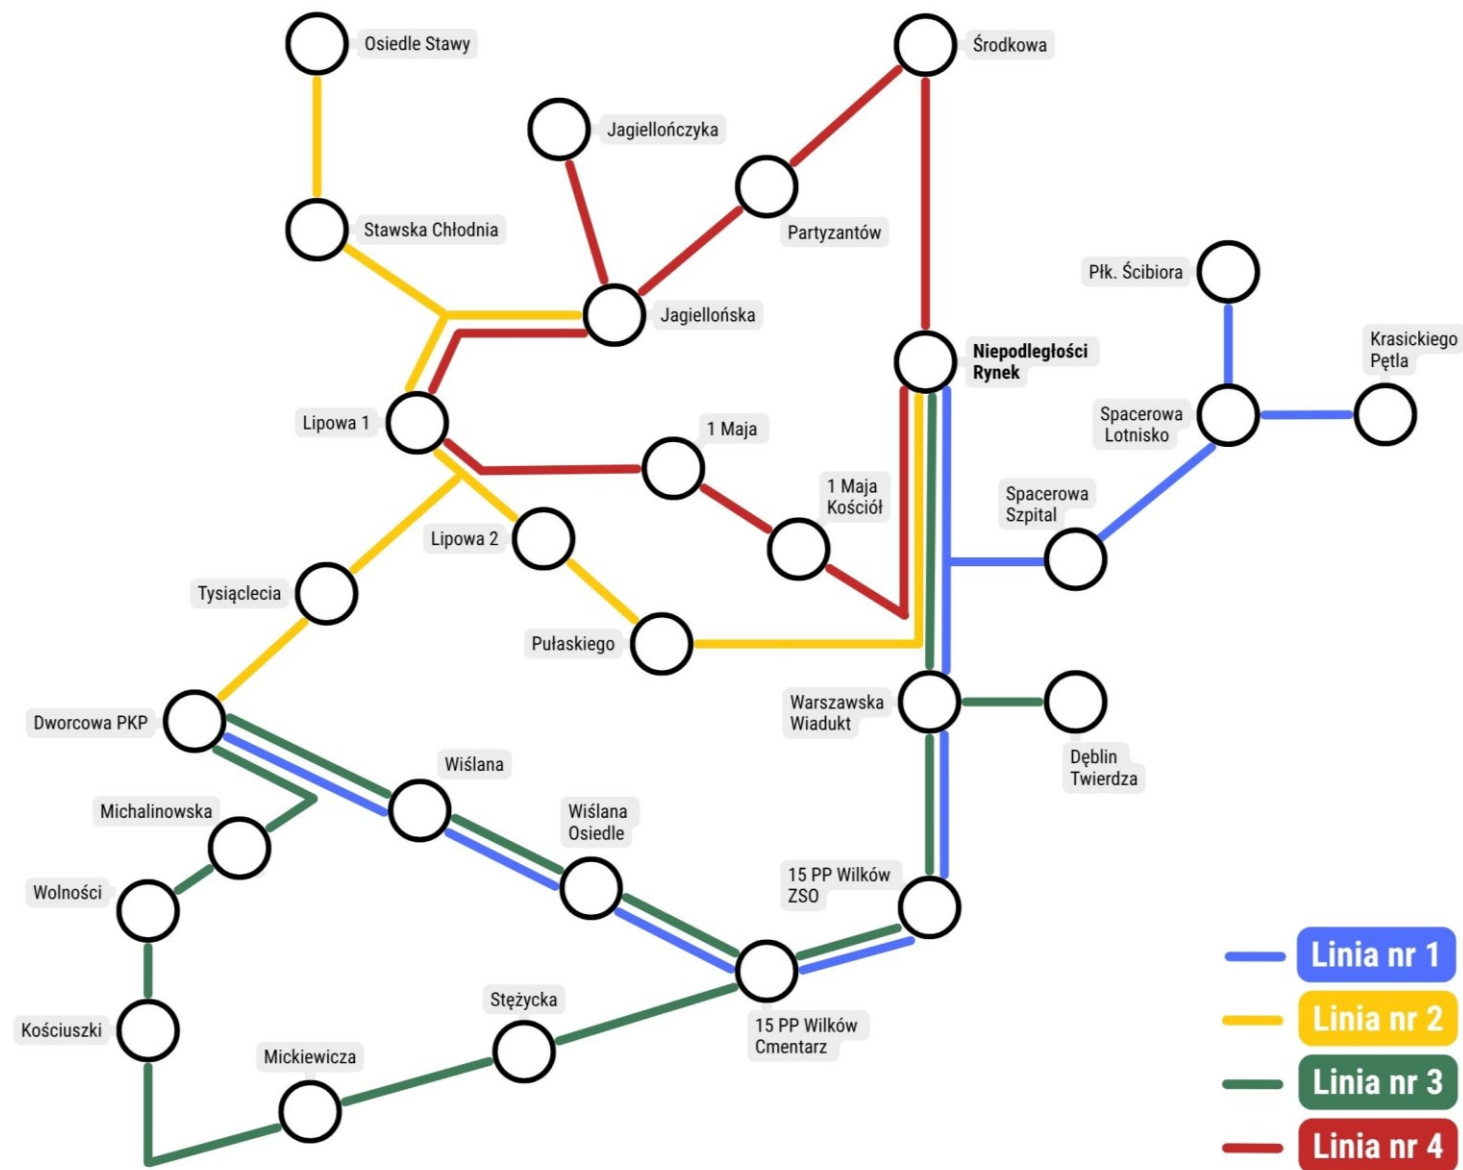 Osiedle Stawy
Środkowa
Jagiellończyka
Stawska Chłodnia
Partyzantów
Płk. Ścibiora
Jagiellońska
Krasickiego
Pętla
Niepodległości
Rynek
Lipowa 1
1 Maja
Spacerowa
Lotnisko
1 Maja
Kościół
Spacerowa
Szpital
Lipowa 2
Tysiąclecia
Pułaskiego
Warszawska
Wiadukt
Dworcowa PKP
Dęblin
Twierdza
Wiślana
Michalinowska
Wiślana
Osiedle
15 PP Wilków
ZSO
Wolności
Linia nr 1
Stężycka
Linia nr 2
Kościuszki
15 PP Wilków
Cmentarz
Mickiewicza
Linia nr 3
Linia nr 4